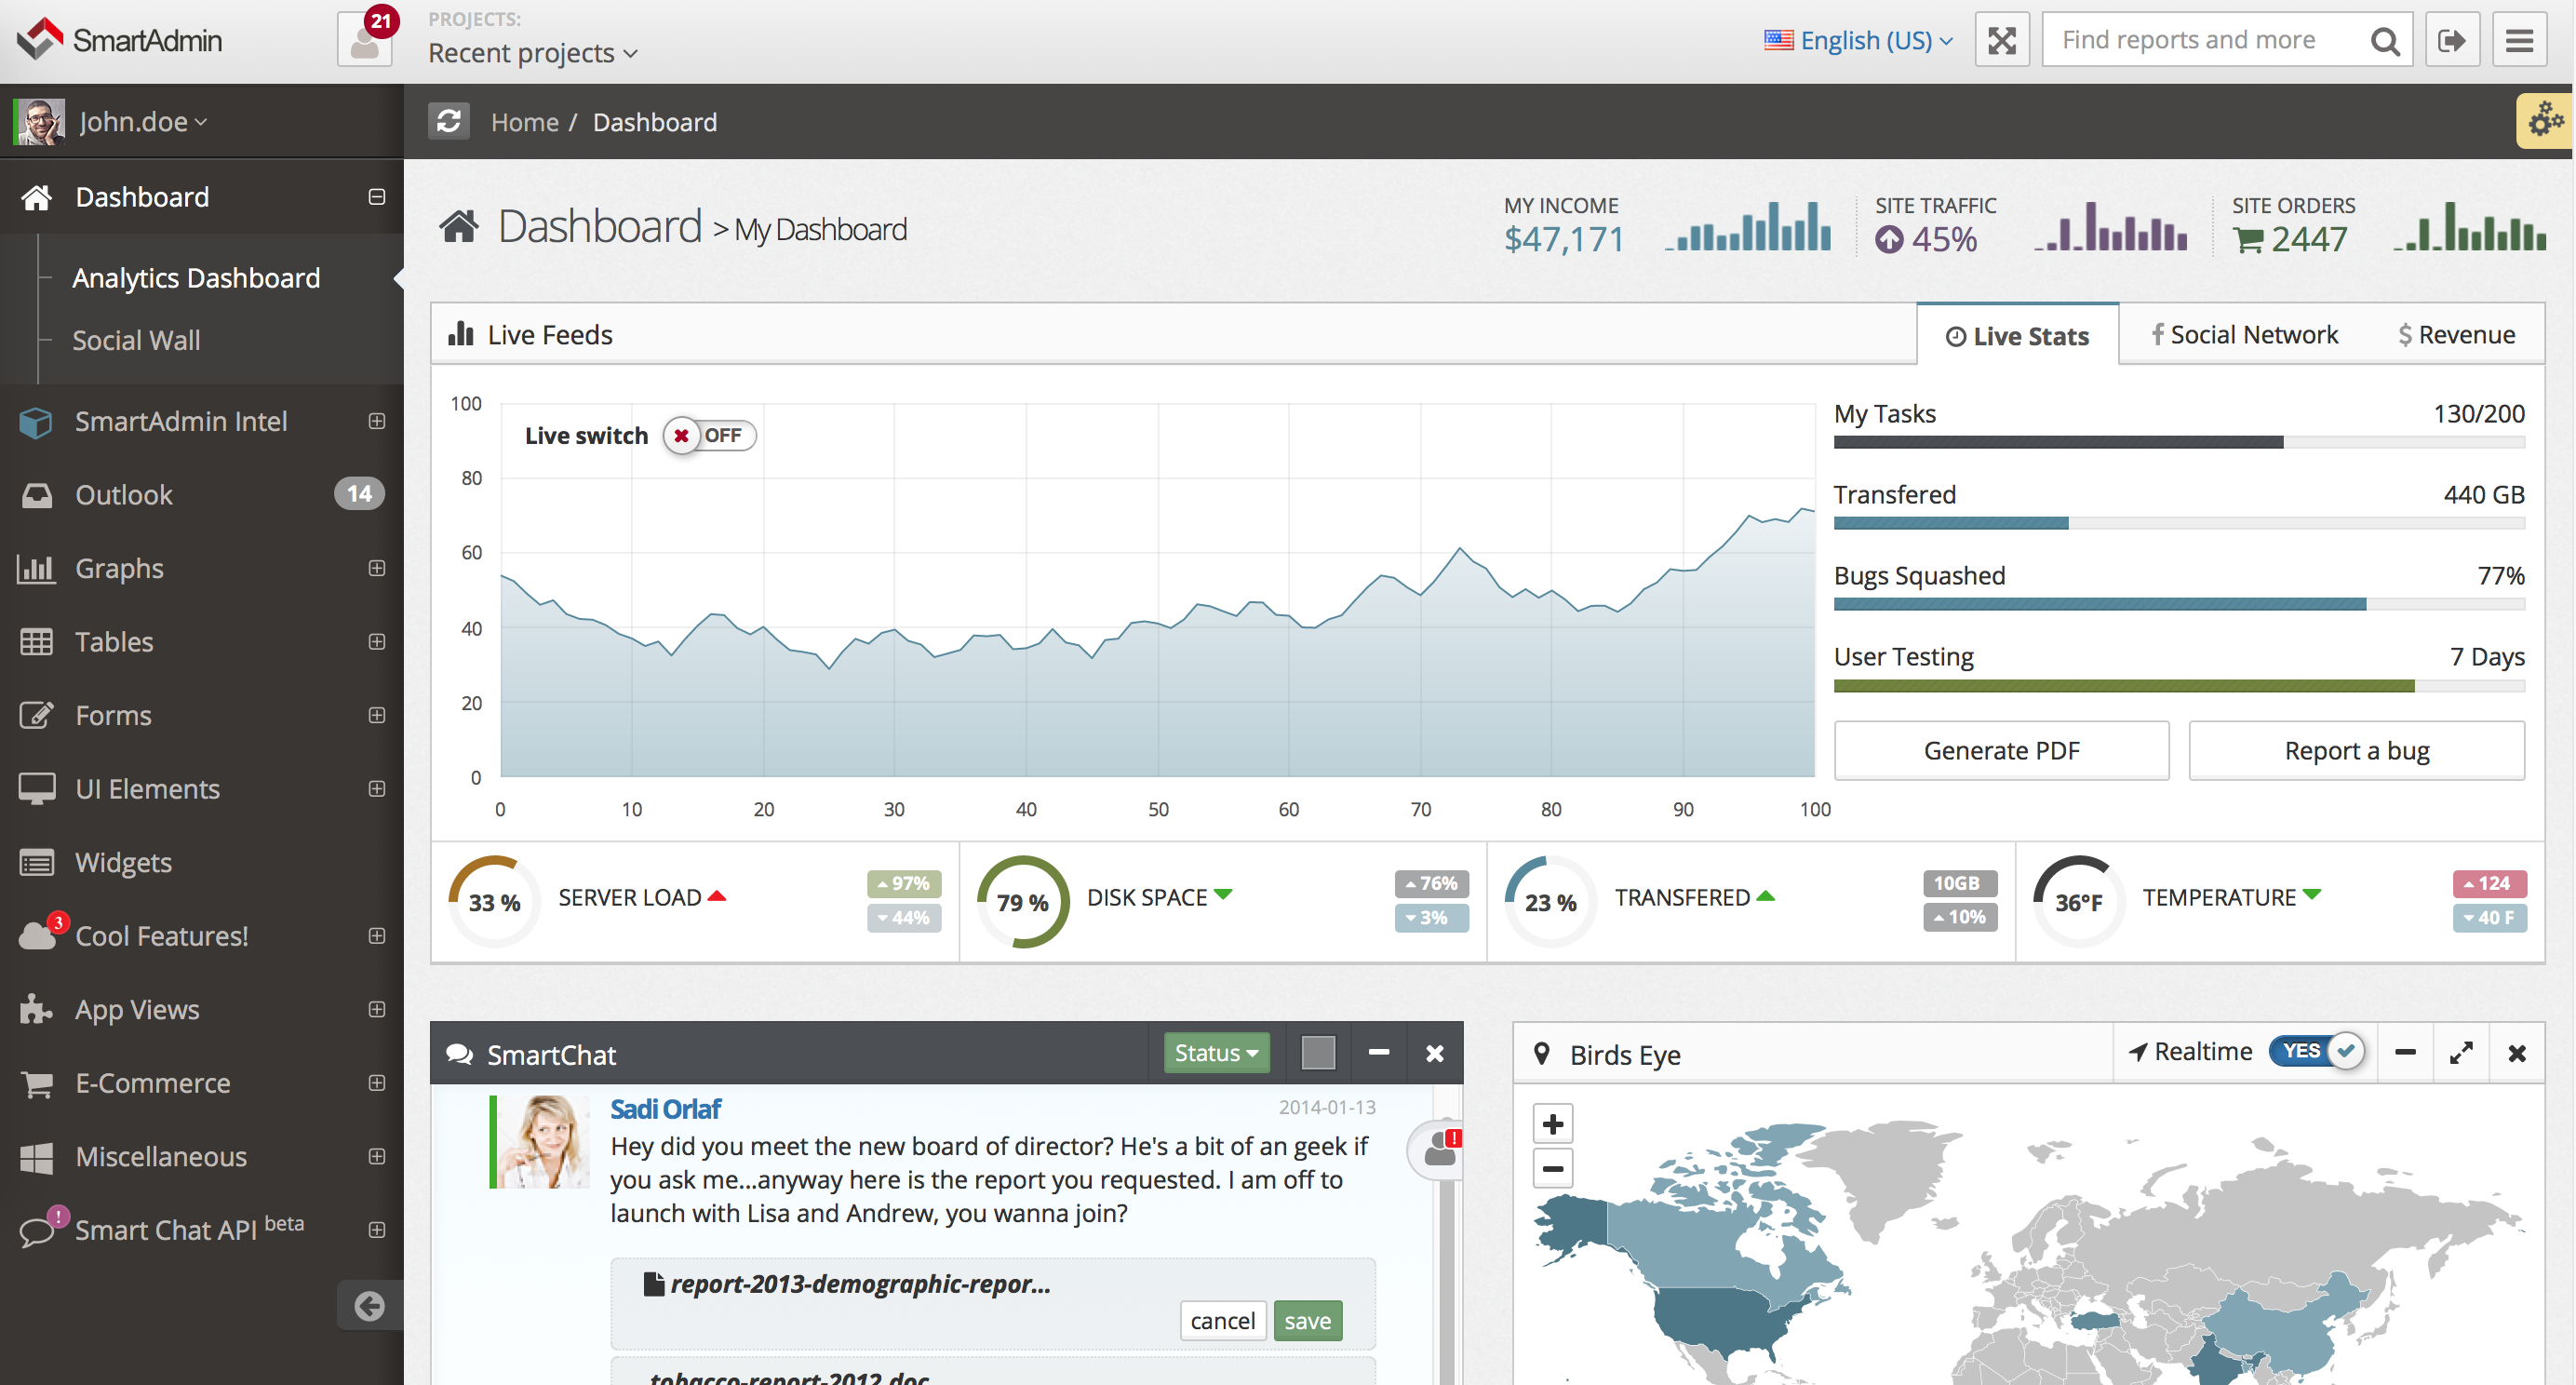 SmartAdmin
21
PROJECTS:
Recent projects
English (US)
Find reports and more
John.doe
Home / Dashboard
Dashboard
Analytics Dashboard
Social Wall
SmartAdmin Intel
Outlook
14
Graphs
Tables
Forms
UI Elements
Widgets
3
Cool Features!
App Views
E-Commerce
Miscellaneous
!
Smart Chat API beta
Dashboard > My Dashboard
MY INCOME
$47,171
SITE TRAFFIC
45%
SITE ORDERS
2447
Live Feeds
Live Stats
Social Network
$ Revenue
Live switch
OFF
100
80
60
40
20
0
0 10 20 30 40 50 60 70 80 90 100
My Tasks 130/200
Transfered 440 GB
Bugs Squashed 77%
User Testing 7 Days
Generate PDF
Report a bug
33 %
SERVER LOAD
97%
44%
79 %
DISK SPACE
76%
3%
23 %
TRANSFERED
10GB
10%
36°F
TEMPERATURE
124
40 F
SmartChat
Status
Sadi Orlaf
2014-01-13
Hey did you meet the new board of director? He's a bit of an geek if
you ask me...anyway here is the report you requested. I am off to
launch with Lisa and Andrew, you wanna join?
!
report-2013-demographic-repor...
cancel
save
tobacco-report-2012.doc
Birds Eye
Realtime
YES